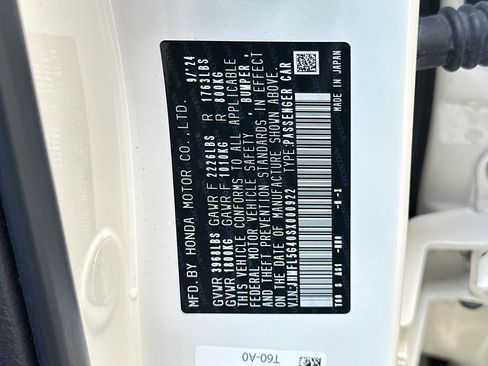 MFD.BY HONDA MOTOR CO.,LTD. 9/'24
GVWR 3968LBS GAWR F 2226LBS R 1763LBS
GVWR 1800KG GAWR F 1010KG R 800KG
THIS VEHICLE CONFORMS TO ALL APPLICABLE
FEDERAL MOTOR VEHICLE SAFETY, BUMPER,
AND THEFT PREVENTION STANDARDS IN EFFECT
ON THE DATE OF MANUFACTURE SHOWN ABOVE.
V.I.N.:JHMFL5G40SX000922 TYPE:PASSENGER CAR
MADE IN JAPAN
T60-A0